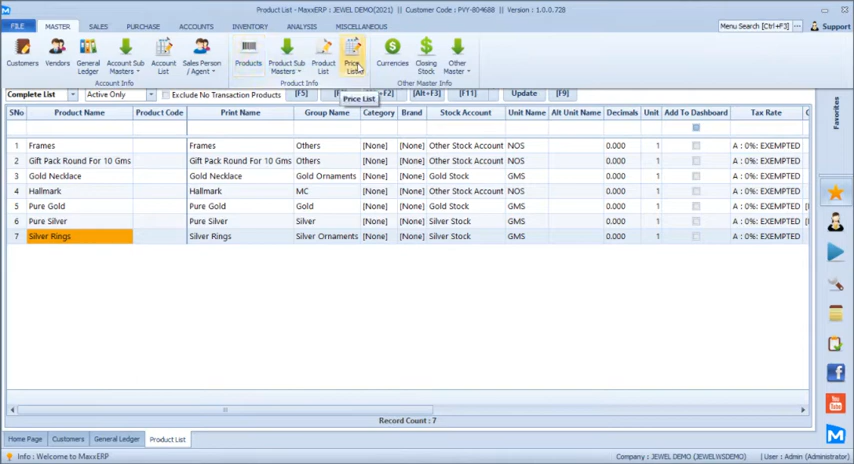 Product List - MaxxERP : JEWEL DEMO(2021) | Customer Code : PVY-804688 | Version : 1.0.0.728
FILE MASTER SALES PURCHASE ACCOUNTS INVENTORY ANALYSIS MISCELLANEOUS Menu Search [Ctrl+F3] Support
Customers Vendors General Ledger Account Sub Masters Account List Sales Person / Agent Products Product Sub Masters Product List Price List Currencies Closing Stock Other Master
Account Info Product Info Other Master Info
Complete List Active Only Exclude No Transaction Products [F5] [Alt+F3] [F11] Update [F9]
Price List
SNo Product Name Product Code Print Name Group Name Category Brand Stock Account Unit Name Alt Unit Name Decimals Unit Add To Dashboard Tax Rate
1 Frames Frames Others [None] [None] Other Stock Account NOS 0.000 1 A : 0%: EXEMPTED
2 Gift Pack Round For 10 Gms Gift Pack Round For 10 Gms Others [None] [None] Other Stock Account NOS 0.000 1 A : 0%: EXEMPTED
3 Gold Necklace Gold Necklace Gold Ornaments [None] [None] Gold Stock GMS 0.000 1 A : 0%: EXEMPTED
4 Hallmark Hallmark MC [None] [None] Other Stock Account NOS 0.000 1 A : 0%: EXEMPTED
5 Pure Gold Pure Gold Gold [None] [None] Gold Stock GMS 0.000 1 A : 0%: EXEMPTED
6 Pure Silver Pure Silver Silver [None] [None] Silver Stock GMS 0.000 1 A : 0%: EXEMPTED
7 Silver Rings Silver Rings Silver Ornaments [None] [None] Silver Stock GMS 0.000 1 A : 0%: EXEMPTED
Record Count : 7
Home Page Customers General Ledger Product List
Info : Welcome to MaxxERP Company : JEWEL DEMO (JEWELWSDEMO) | User : Admin (Administrator)
Favorites
You Tube